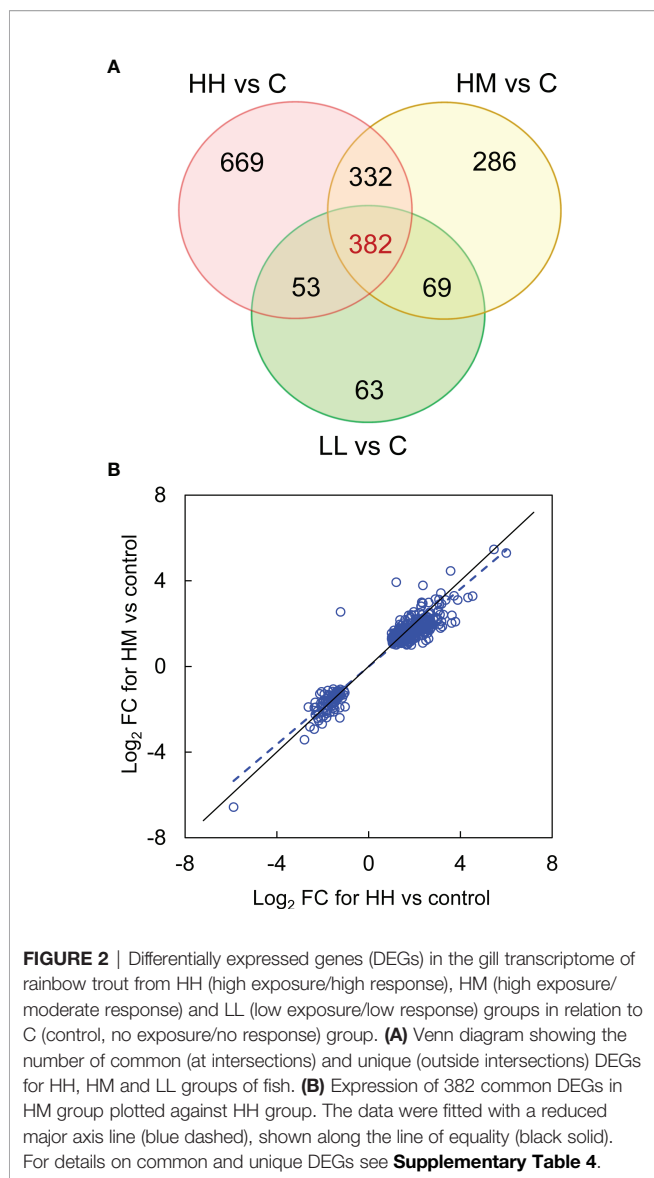 A
HH vs C
HM vs C
669
332
286
382
53
69
63
LL vs C
B
8
4
0
-4
-8
Log2 FC for HM vs control
-8
-4
0
4
8
Log2 FC for HH vs control
FIGURE 2 | Differentially expressed genes (DEGs) in the gill transcriptome of
rainbow trout from HH (high exposure/high response), HM (high exposure/
moderate response) and LL (low exposure/low response) groups in relation to
C (control, no exposure/no response) group. (A) Venn diagram showing the
number of common (at intersections) and unique (outside intersections) DEGs
for HH, HM and LL groups of fish. (B) Expression of 382 common DEGs in
HM group plotted against HH group. The data were fitted with a reduced
major axis line (blue dashed), shown along the line of equality (black solid).
For details on common and unique DEGs see Supplementary Table 4.